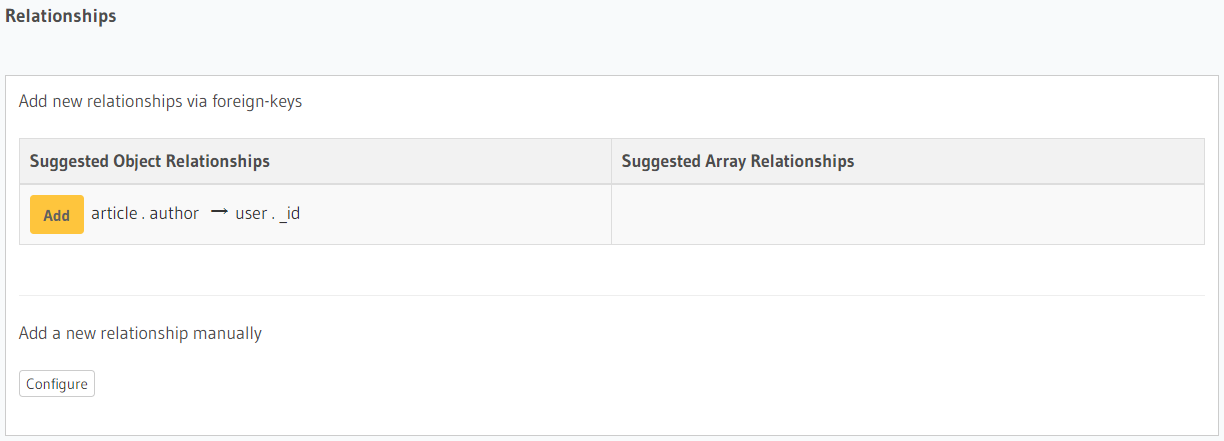 Relationships
Add new relationships via foreign-keys
Suggested Object Relationships
Suggested Array Relationships
Add article . author → user . _id
Add a new relationship manually
Configure